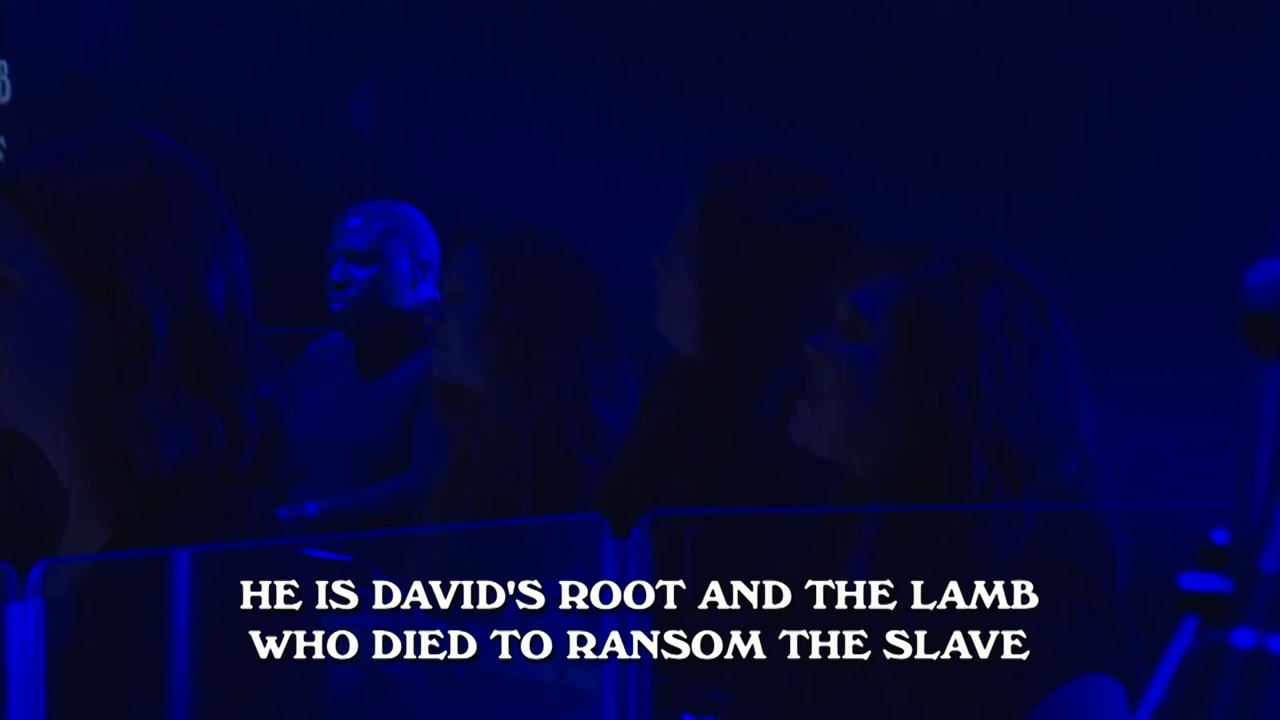 HE IS DAVID'S ROOT AND THE LAMB
WHO DIED TO RANSOM THE SLAVE